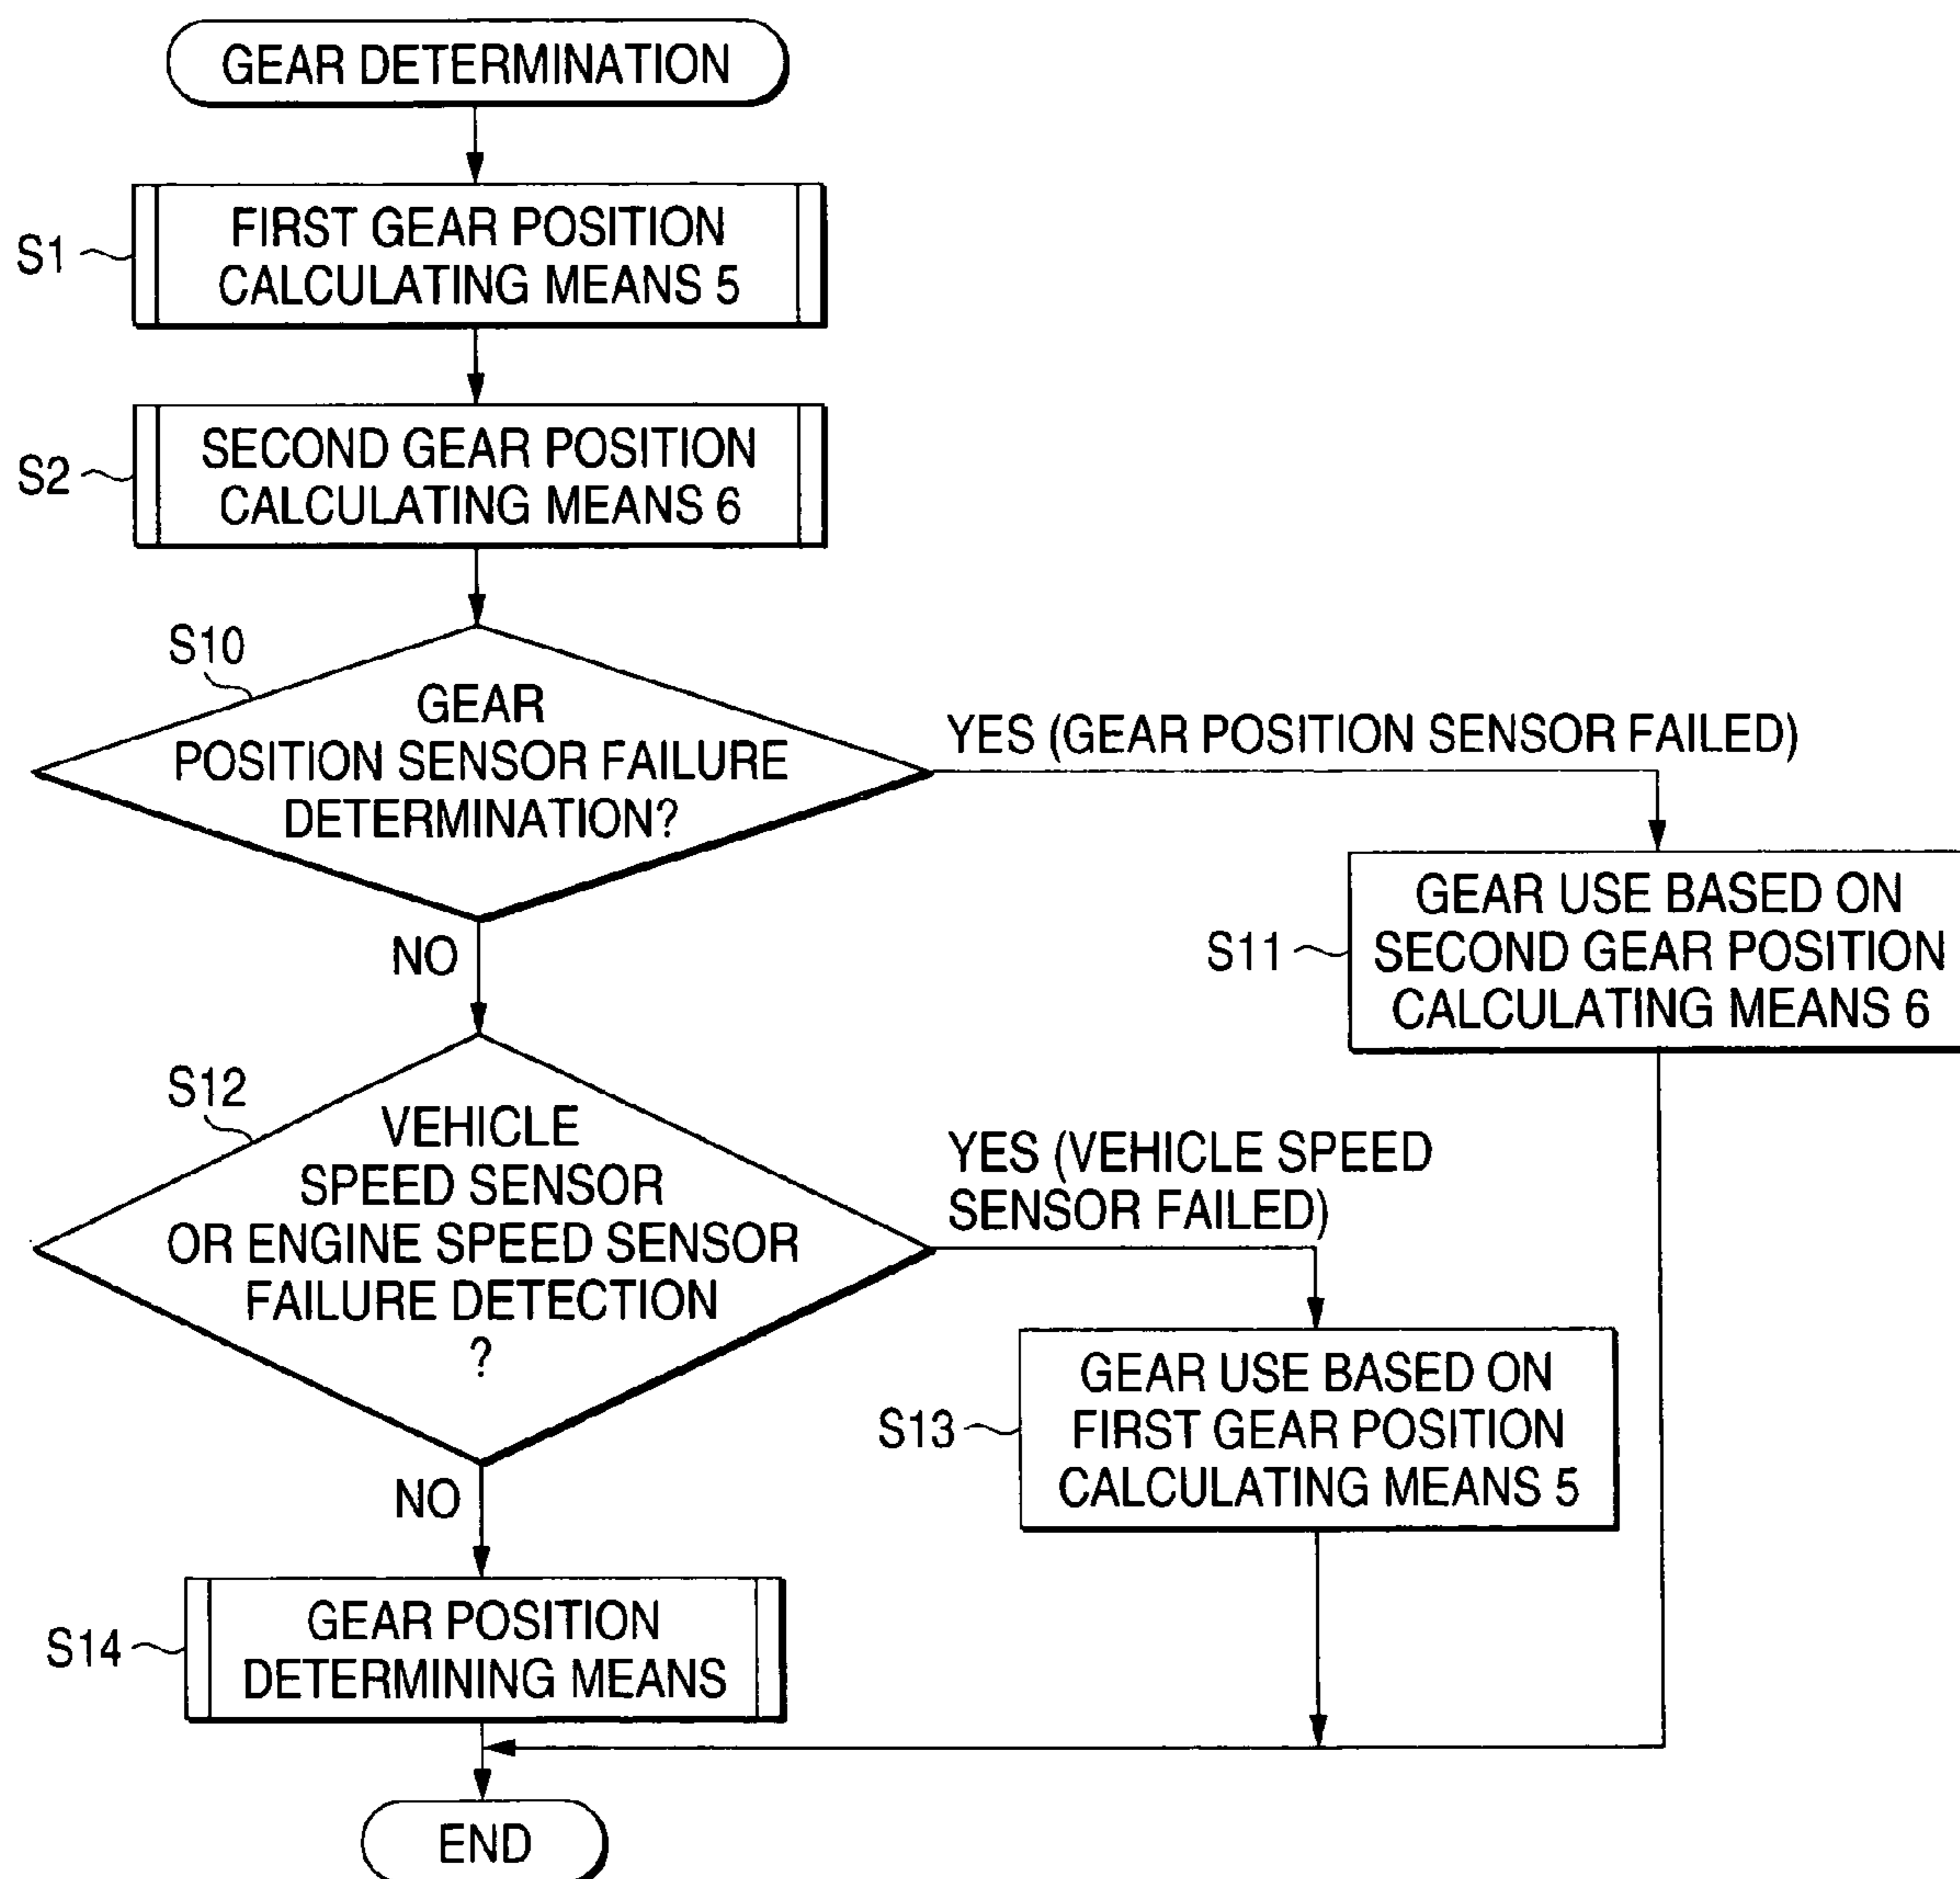 GEAR DETERMINATION
S1
FIRST GEAR POSITION
CALCULATING MEANS 5
S2
SECOND GEAR POSITION
CALCULATING MEANS 6
S10
GEAR
POSITION SENSOR FAILURE
DETERMINATION?
YES (GEAR POSITION SENSOR FAILED)
S11
GEAR USE BASED ON
SECOND GEAR POSITION
CALCULATING MEANS 6
NO
S12
VEHICLE
SPEED SENSOR
OR ENGINE SPEED SENSOR
FAILURE DETECTION
?
YES (VEHICLE SPEED
SENSOR FAILED)
S13
GEAR USE BASED ON
FIRST GEAR POSITION
CALCULATING MEANS 5
NO
S14
GEAR POSITION
DETERMINING MEANS
END